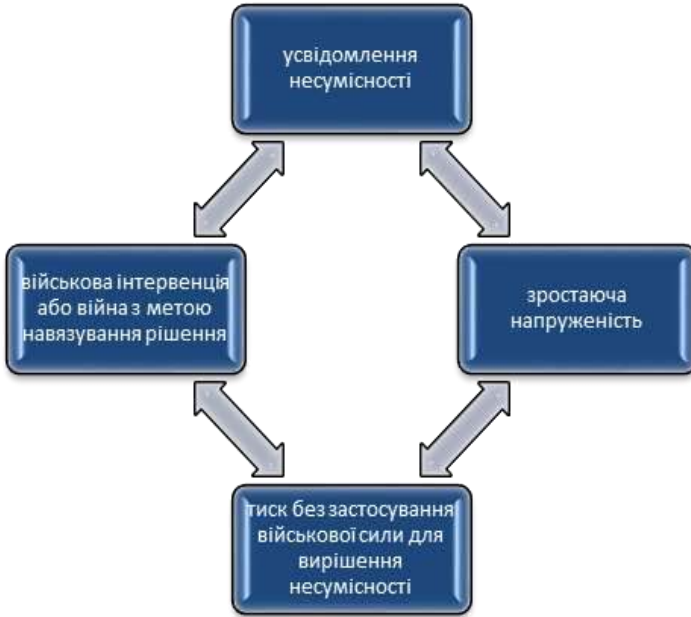 усвідомлення
несумісності
військова інтервенція
або війна з метою
навязування рішення
зростаюча
напруженість
тиск без застосування
військової сили для
вирішення
несумісності